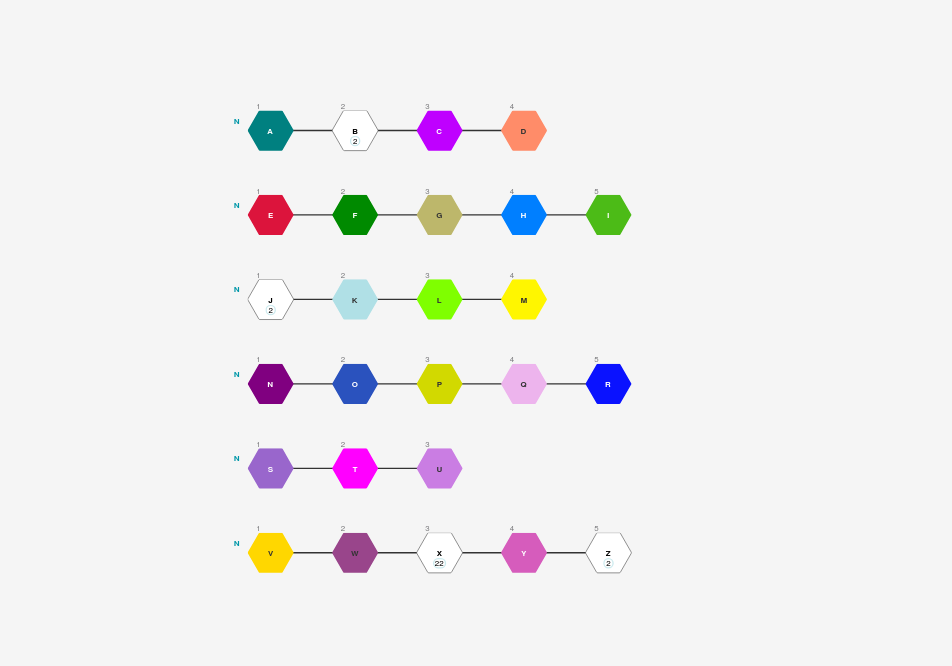 1 2 3 4
N A B C D
2
1 2 3 4 5
N E F G H I
1 2 3 4
N J K L M
2
1 2 3 4 5
N N O P Q R
1 2 3
N S T U
1 2 3 4 5
N V W X Y Z
22 2